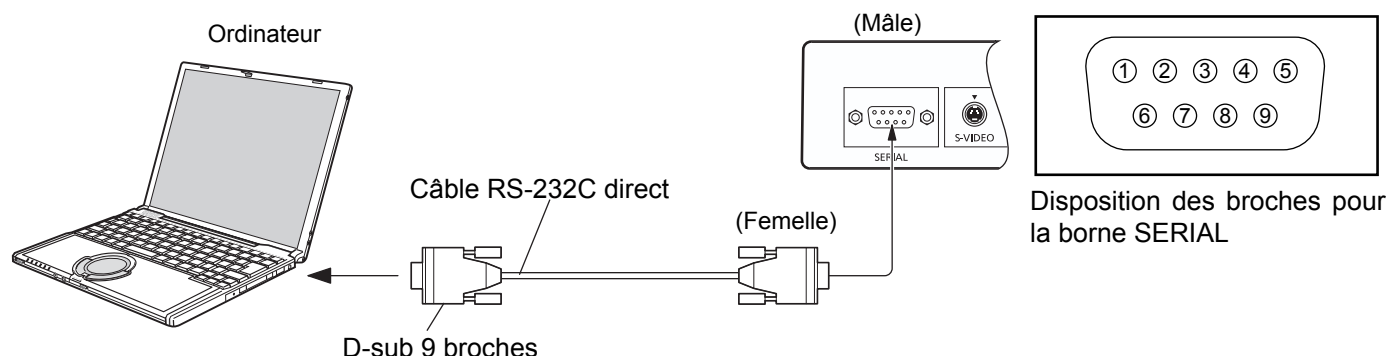 Ordinateur
(Mâle)
SERIAL
S-VIDEO
① ② ③ ④ ⑤
⑥ ⑦ ⑧ ⑨
Disposition des broches pour
la borne SERIAL
Câble RS-232C direct
(Femelle)
D-sub 9 broches